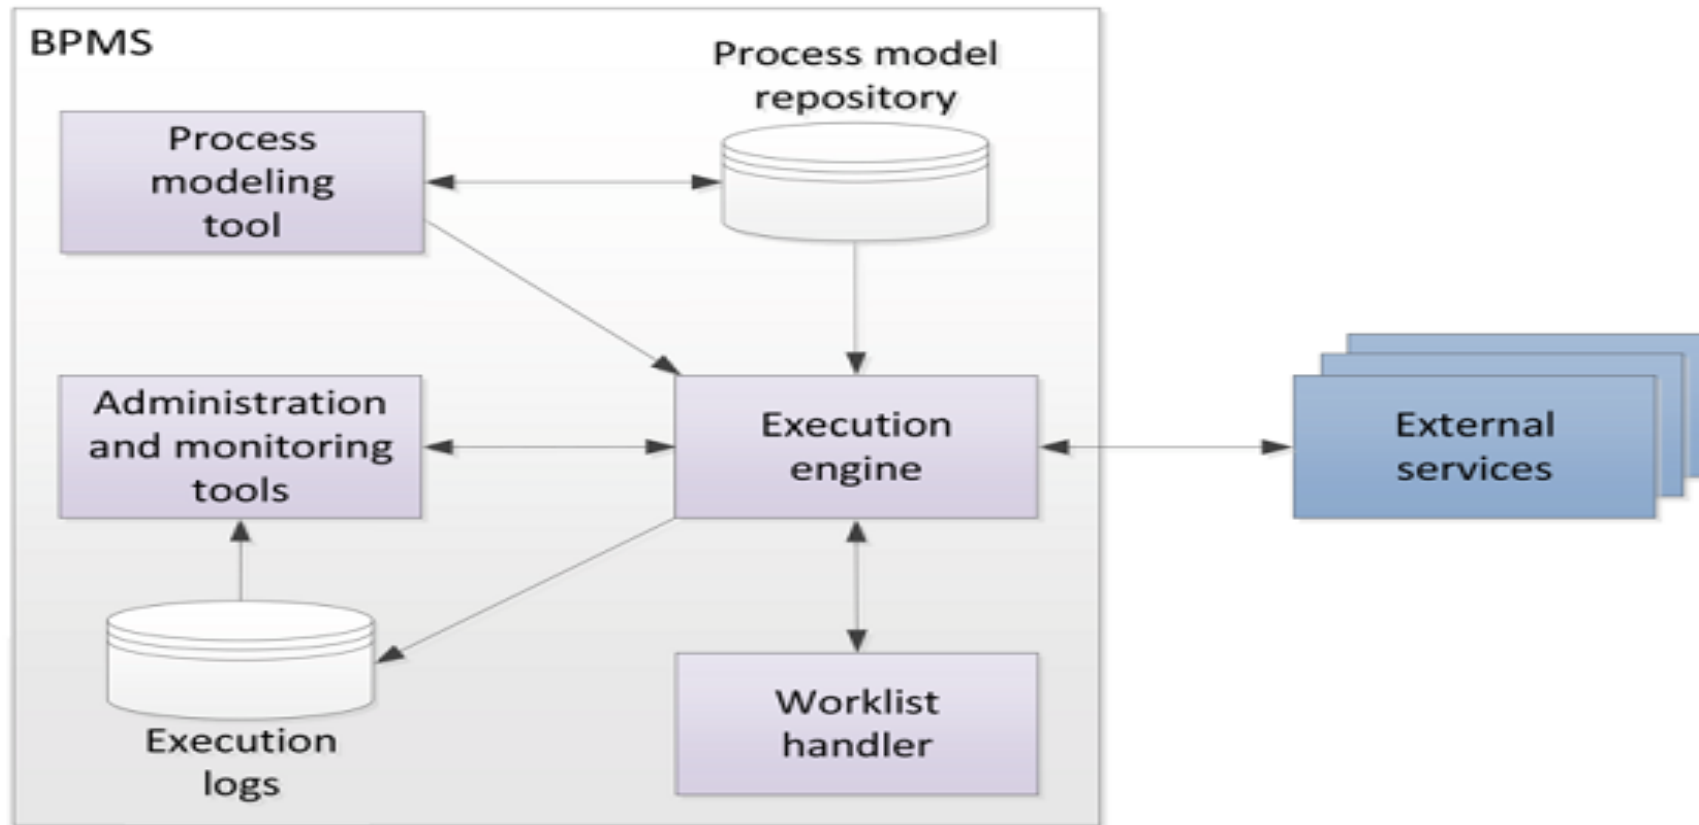 BPMS
Process model
repository
Process
modeling
tool
Administration
and monitoring
tools
Execution
engine
External
services
Execution
logs
Worklist
handler